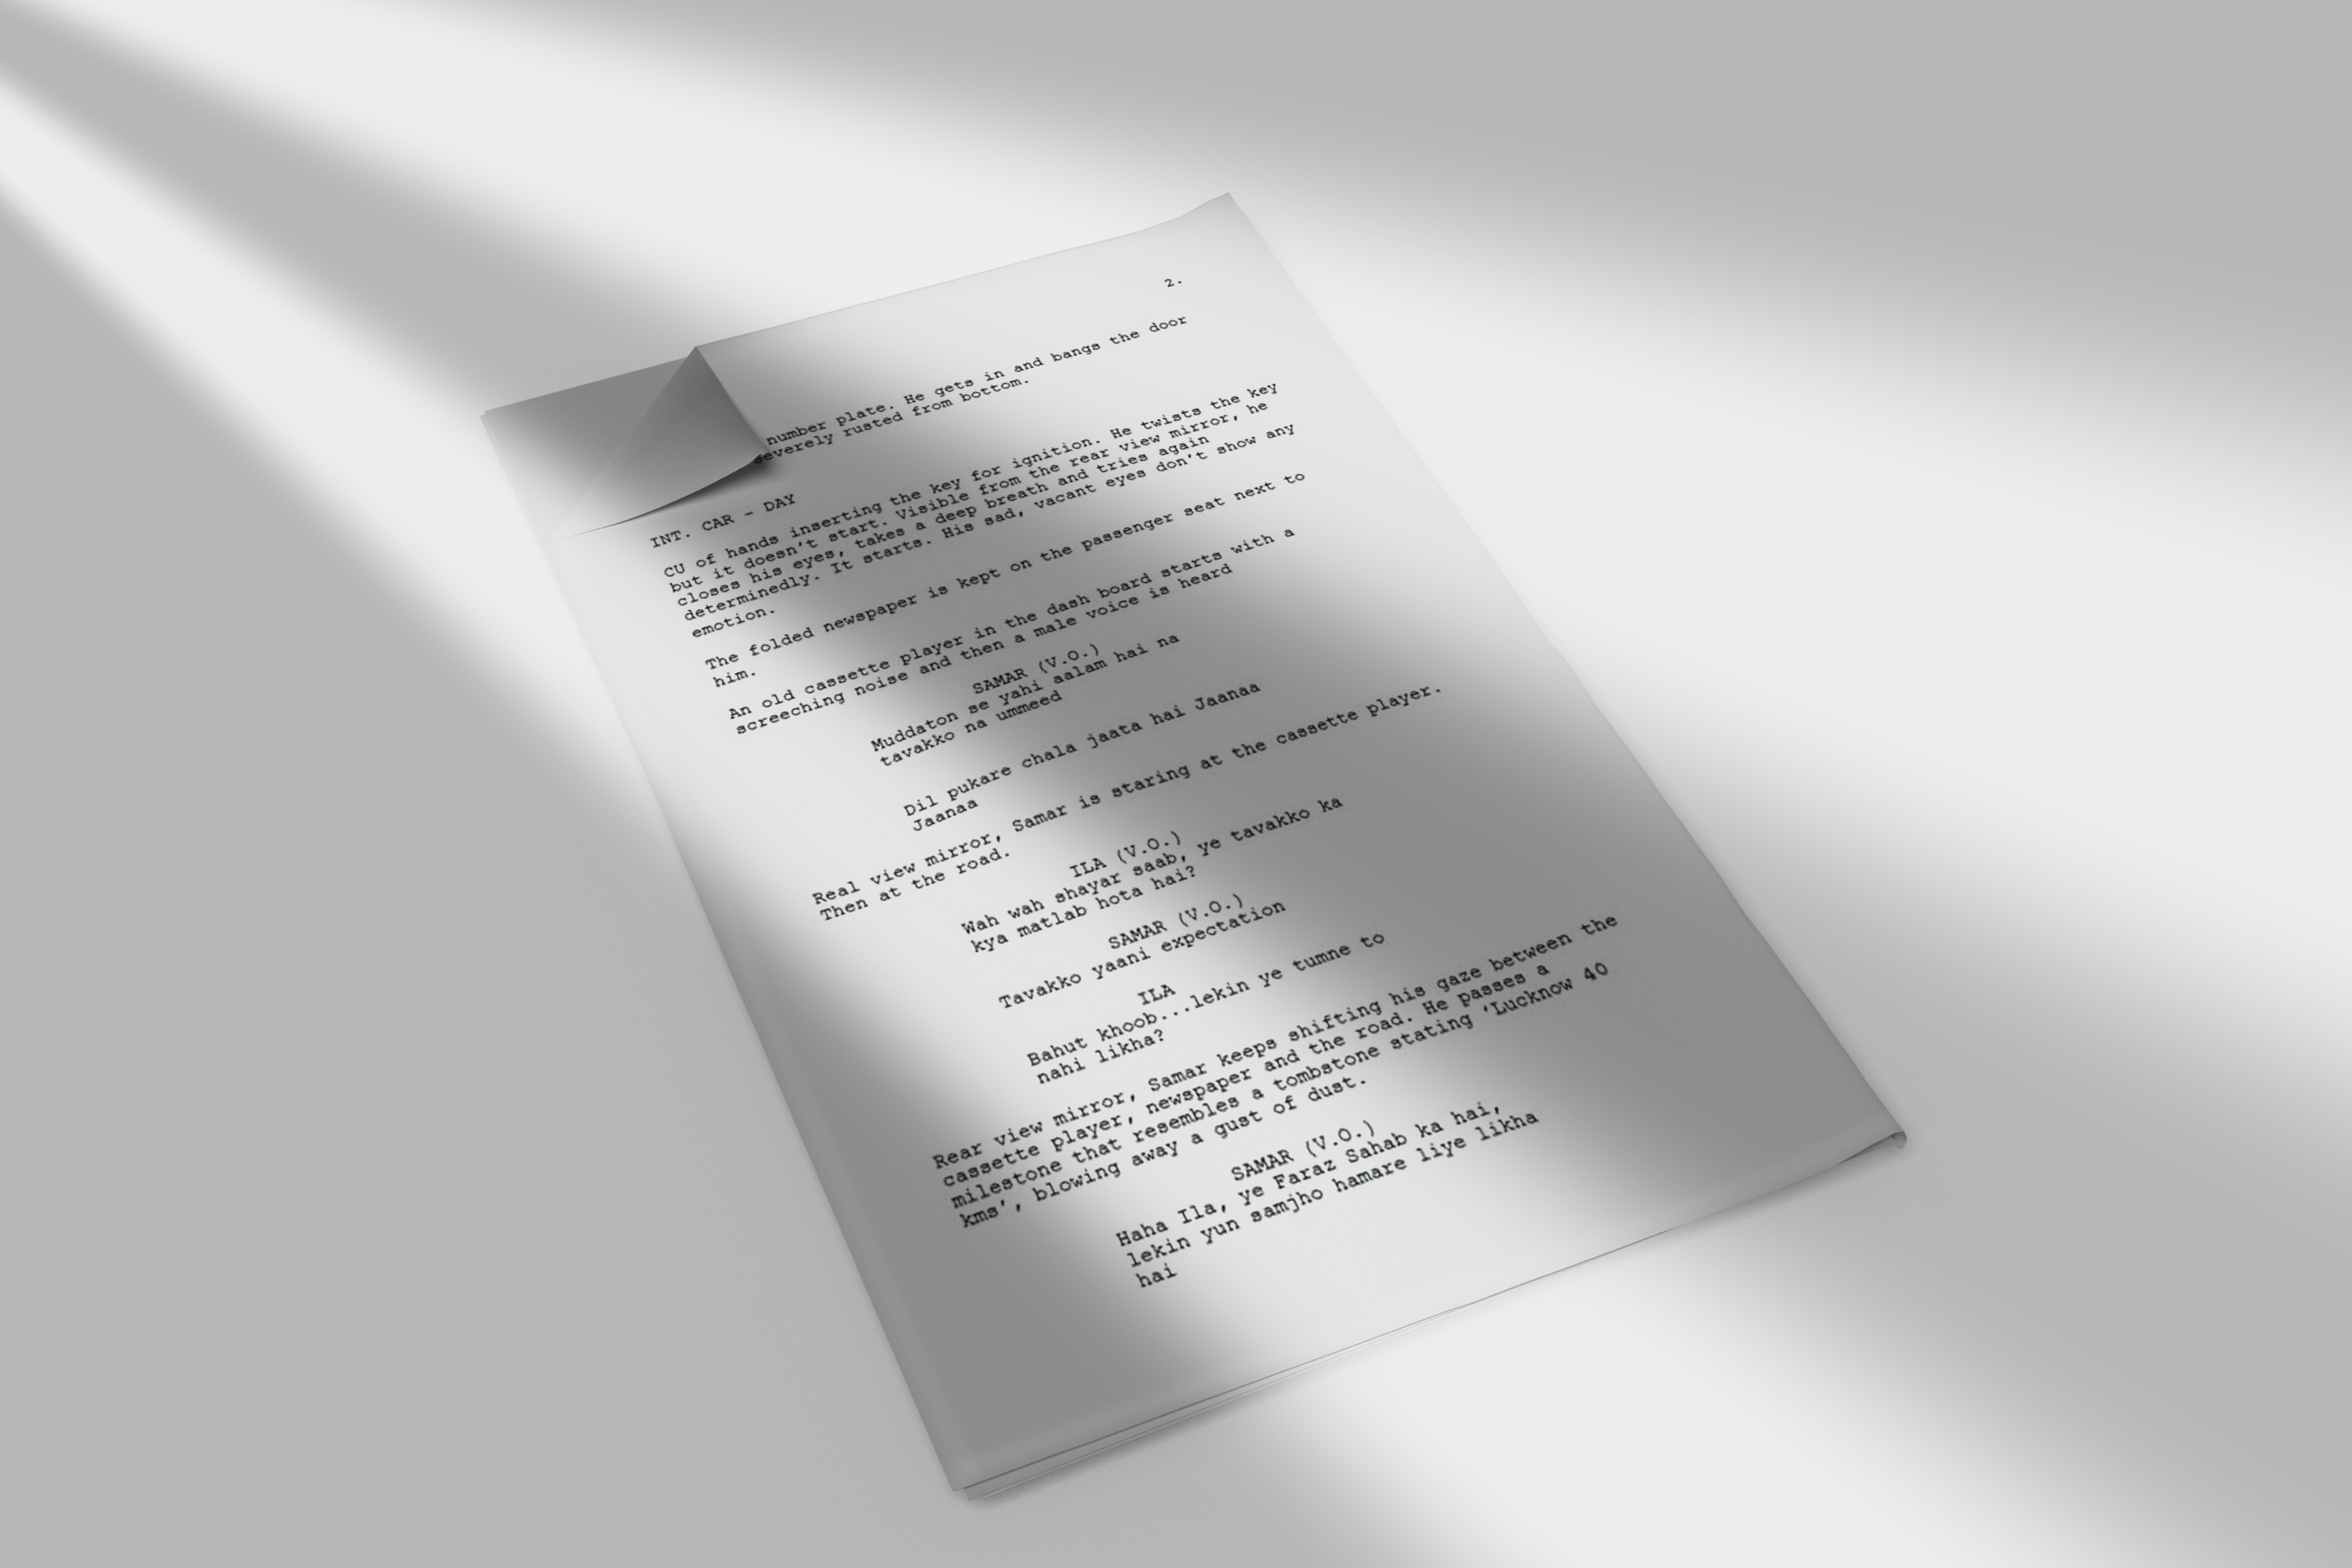 2.
number plate. He gets in and bangs the door
severely rusted from bottom.
INT. CAR - DAY
CU of hands inserting the key for ignition. He twists the key
but it doesn't start. Visible from the rear view mirror, he
closes his eyes, takes a deep breath and tries again
determinedly. It starts. His sad, vacant eyes don't show any
emotion.
The folded newspaper is kept on the passenger seat next to
him.
An old cassette player in the dash board starts with a
screeching noise and then a male voice is heard
SAMAR (V.O.)
Muddaton se yahi aalam hai na
tavakko na ummeed
Dil pukare chala jaata hai Jaanaa
Jaanaa
Real view mirror, Samar is staring at the cassette player.
Then at the road.
ILA (V.O.)
Wah wah shayar saab, ye tavakko ka
kya matlab hota hai?
SAMAR (V.O.)
Tavakko yaani expectation
ILA
Bahut khoob...lekin ye tumne to
nahi likha?
Rear view mirror, Samar keeps shifting his gaze between the
cassette player, newspaper and the road. He passes a
milestone that resembles a tombstone stating 'Lucknow 40
kms', blowing away a gust of dust.
SAMAR (V.O.)
Haha Ila, ye Faraz Sahab ka hai,
lekin yun samjho hamare liye likha
hai